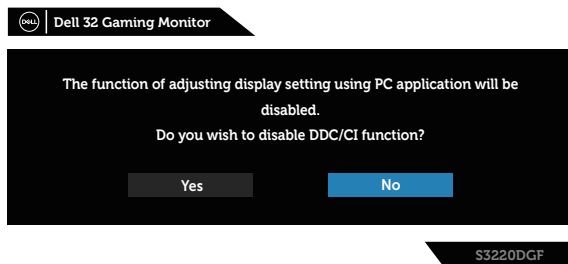 DELL
Dell 32 Gaming Monitor
The function of adjusting display setting using PC application will be
disabled.
Do you wish to disable DDC/CI function?
Yes
No
S3220DGF